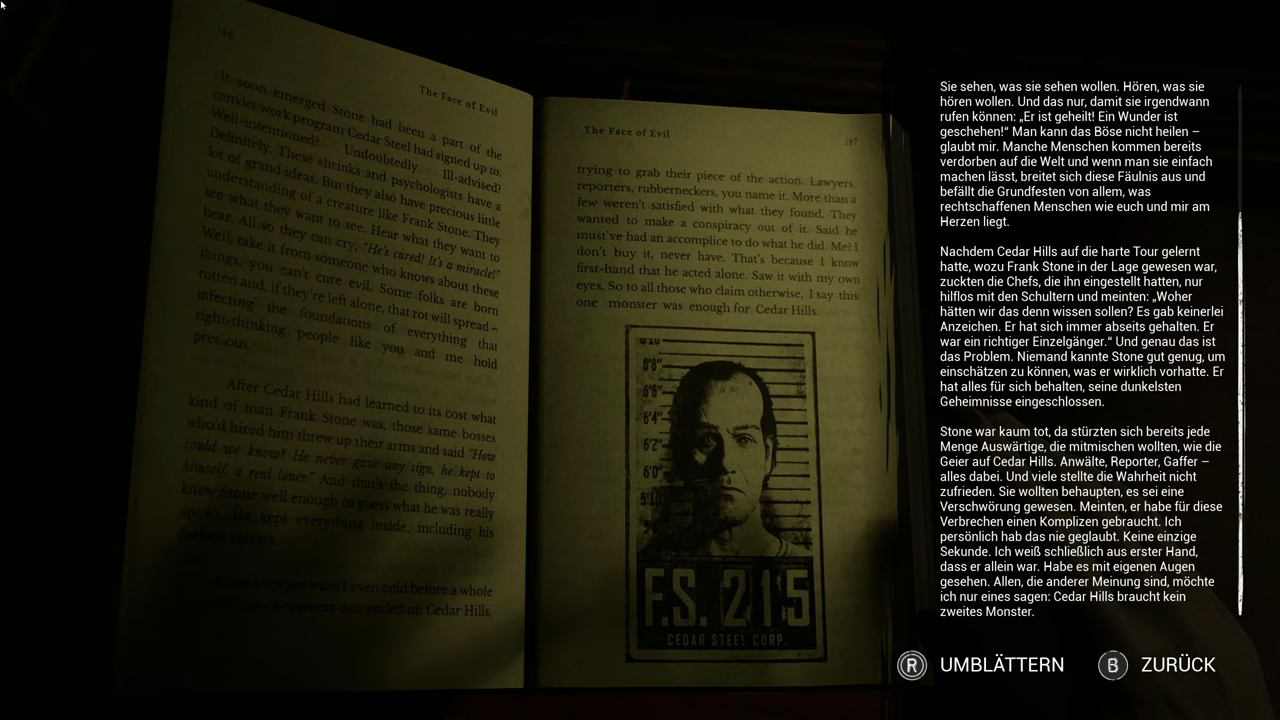 186
The Face of Evil
It soon emerged Stone had been a part of the
convict work program Cedar Steel had signed up to.
Well-intentioned? Undoubtedly. Ill-advised?
Definitely. These shrinks and psychologists have a
lot of grand ideas. But they also have precious little
understanding of a creature like Frank Stone. They
see what they want to see. Hear what they want to
hear. All so they can cry, "He's cured! It's a miracle!"
Well, take it from someone who knows about these
things, you can't cure evil. Some folks are born
rotten and, if they're left alone, that rot will spread –
infecting the foundations of everything that
right-thinking people like you and me hold
precious.
After Cedar Hills had learned to its cost what
kind of man Frank Stone was, those same bosses
who'd hired him threw up their arms and said "How
could we know? He never gave any sign, he kept to
himself, a real loner." And that's the thing, nobody
knew Stone well enough to guess what he was really
up to. He kept everything inside, including his
darkest secrets.
corpse wasn't even cold before a whole
of-towners descended on Cedar Hills,
The Face of Evil
187
trying to grab their piece of the action. Lawyers,
reporters, rubberneckers, you name it. More than a
few weren't satisfied with what they found. They
wanted to make a conspiracy out of it. Said he
must've had an accomplice to do what he did. Me? I
don't buy it, never have. That's because I know
first-hand that he acted alone. Saw it with my own
eyes. So to all those who claim otherwise, I say this:
one monster was enough for Cedar Hills.
6'8"
6'6"
6'4"
6'2"
6'0"
5'10"
F.S. 215
CEDAR STEEL CORP.
Sie sehen, was sie sehen wollen. Hören, was sie
hören wollen. Und das nur, damit sie irgendwann
rufen können: „Er ist geheilt! Ein Wunder ist
geschehen!“ Man kann das Böse nicht heilen –
glaubt mir. Manche Menschen kommen bereits
verdorben auf die Welt und wenn man sie einfach
machen lässt, breitet sich diese Fäulnis aus und
befällt die Grundfesten von allem, was
rechtschaffenen Menschen wie euch und mir am
Herzen liegt.
Nachdem Cedar Hills auf die harte Tour gelernt
hatte, wozu Frank Stone in der Lage gewesen war,
zuckten die Chefs, die ihn eingestellt hatten, nur
hilflos mit den Schultern und meinten: „Woher
hätten wir das denn wissen sollen? Es gab keinerlei
Anzeichen. Er hat sich immer abseits gehalten. Er
war ein richtiger Einzelgänger.“ Und genau das ist
das Problem. Niemand kannte Stone gut genug, um
einschätzen zu können, was er wirklich vorhatte. Er
hat alles für sich behalten, seine dunkelsten
Geheimnisse eingeschlossen.
Stone war kaum tot, da stürzten sich bereits jede
Menge Auswärtige, die mitmischen wollten, wie die
Geier auf Cedar Hills. Anwälte, Reporter, Gaffer –
alles dabei. Und viele stellte die Wahrheit nicht
zufrieden. Sie wollten behaupten, es sei eine
Verschwörung gewesen. Meinten, er habe für diese
Verbrechen einen Komplizen gebraucht. Ich
persönlich hab das nie geglaubt. Keine einzige
Sekunde. Ich weiß schließlich aus erster Hand,
dass er allein war. Habe es mit eigenen Augen
gesehen. Allen, die anderer Meinung sind, möchte
ich nur eines sagen: Cedar Hills braucht kein
zweites Monster.
R UMBLÄTTERN B ZURÜCK